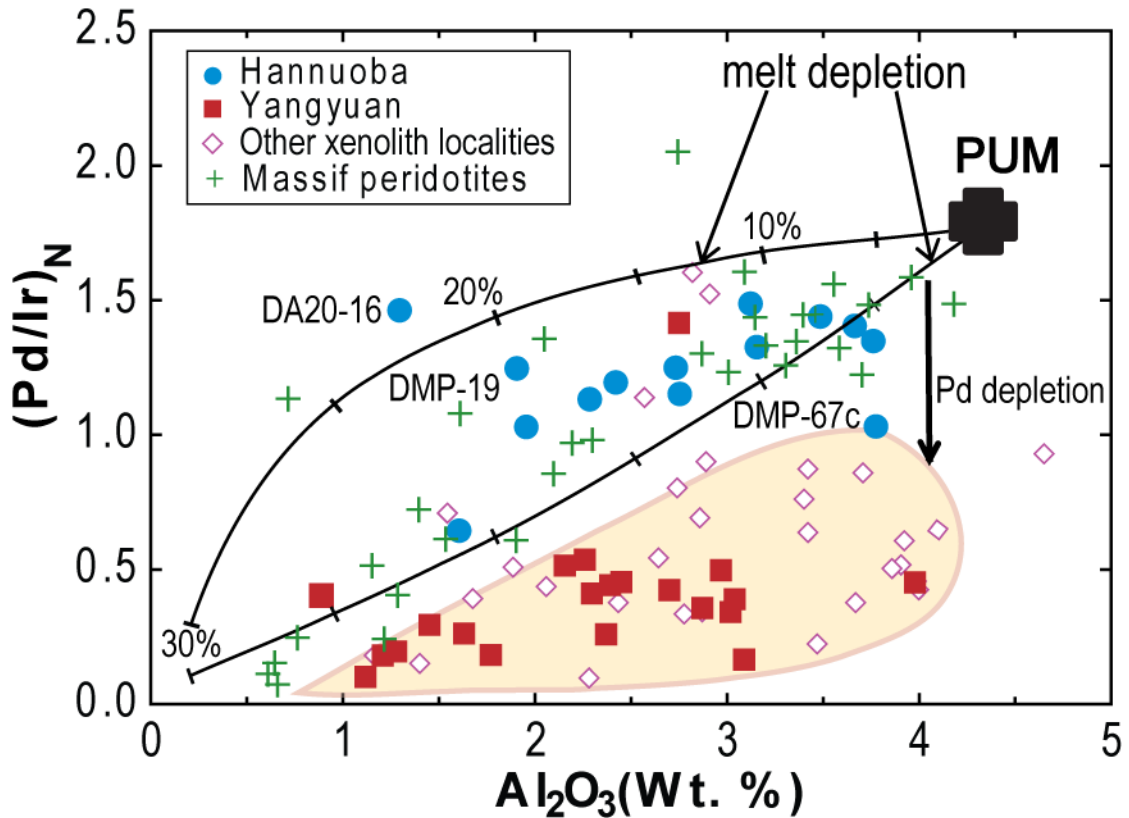 2.5
2.0
1.5
1.0
0.5
0.0
(Pd/Ir)N
Hannuoba
Yangyuan
Other xenolith localities
Massif peridotites
melt depletion
PUM
10%
20%
30%
DA20-16
DMP-19
DMP-67c
Pd depletion
0 1 2 3 4 5
Al2O3(Wt. %)